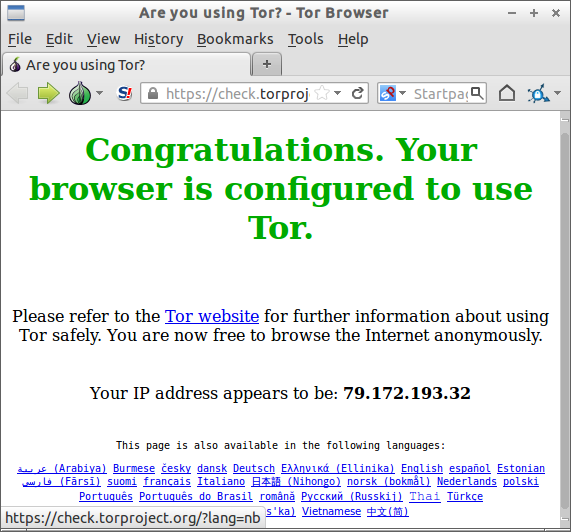 Are you using Tor? - Tor Browser
File Edit View History Bookmarks Tools Help
Are you using Tor?
https://check.torproj
Startpag
Congratulations. Your
browser is configured to use
Tor.
Please refer to the Tor website for further information about using
Tor safely. You are now free to browse the Internet anonymously.
Your IP address appears to be: 79.172.193.32
This page is also available in the following languages:
عربية (Arabiya) Burmese česky dansk Deutsch Ελληνικά (Ellinika) English español Estonian
فارسی (Fārsī) suomi français Italiano 日本語 (Nihongo) norsk (bokmål) Nederlands polski
Português Português do Brasil română Русский (Russkij) Thai Türkçe
s'ka) Vietnamese 中文(简)
https://check.torproject.org/?lang=nb